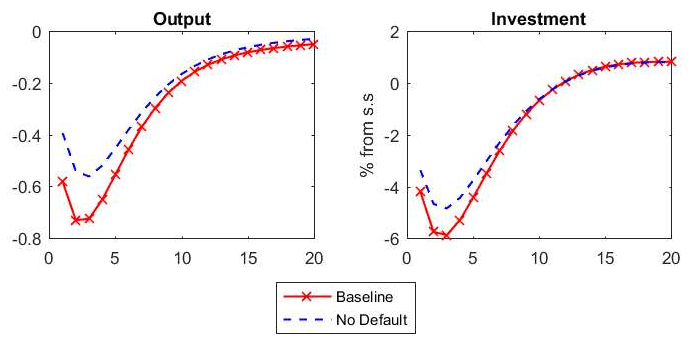 Output
0
-0.2
-0.4
-0.6
-0.8
0 5 10 15 20
Investment
% from s.s
2
0
-2
-4
-6
0 5 10 15 20
Baseline
No Default